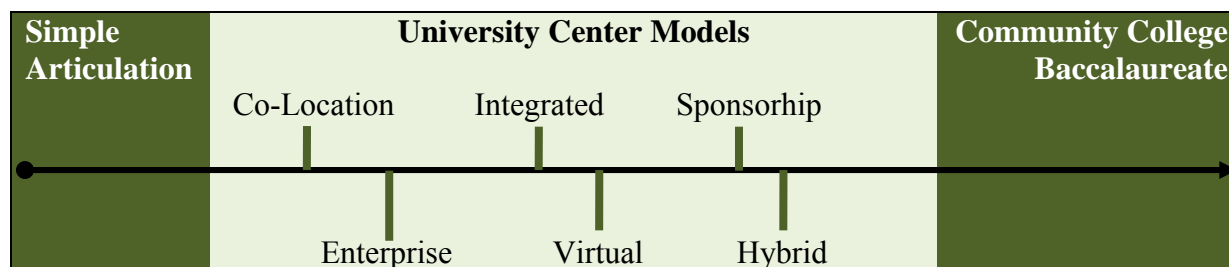 Simple
Articulation
University Center Models
Community College
Baccalaureate
Co-Location
Integrated
Sponsorhip
Enterprise
Virtual
Hybrid